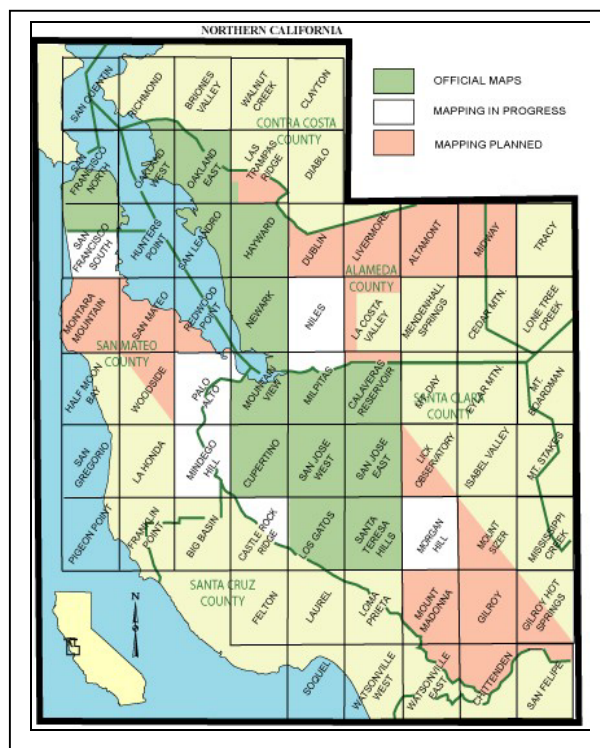 NORTHERN CALIFORNIA
OFFICIAL MAPS
MAPPING IN PROGRESS
MAPPING PLANNED
SAN QUENTIN
RICHMOND
BRIONES VALLEY
WALNUT CREEK
CLAYTON
CONTRA COSTA COUNTY
SAN FRANCISCO NORTH
OAKLAND WEST
OAKLAND EAST
LAS TRAMPAS RIDGE
DIABLO
SAN FRANCISCO SOUTH
HUNTERS POINT
SAN LEANDRO
HAYWARD
DUBLIN
LIVERMORE
ALTAMONT
MIDWAY
TRACY
ALAMEDA COUNTY
MONTARA MOUNTAIN
SAN MATEO
REDWOOD POINT
NEWARK
NILES
LA COSTA VALLEY
MENDENHALL SPRINGS
CEDAR MTN.
LONE TREE CREEK
SAN MATEO COUNTY
HALF MOON BAY
WOODSIDE
PALO ALTO
MOUNTAIN VIEW
MILPITAS
CALAVERAS RESERVOIR
MT. DAY
EYLAR MTN.
MT. BOARDMAN
SANTA CLARA COUNTY
SAN GREGORIO
LA HONDA
MINDEGO HILL
CUPERTINO
SAN JOSE WEST
SAN JOSE EAST
LICK OBSERVATORY
ISABEL VALLEY
MT. STAKES
PIGEON POINT
FRANKLIN POINT
BIG BASIN
CASTLE ROCK RIDGE
LOS GATOS
SANTA TERESA HILLS
MORGAN HILL
MOUNT SIZER
MISSISSIPPI CREEK
SANTA CRUZ COUNTY
FELTON
LAUREL
LOMA PRIETA
MOUNT MADONNA
GILROY
GILROY HOT SPRINGS
SOQUEL
WATSONVILLE WEST
WATSONVILLE EAST
CHITTENDEN
SAN FELIPE
N
S